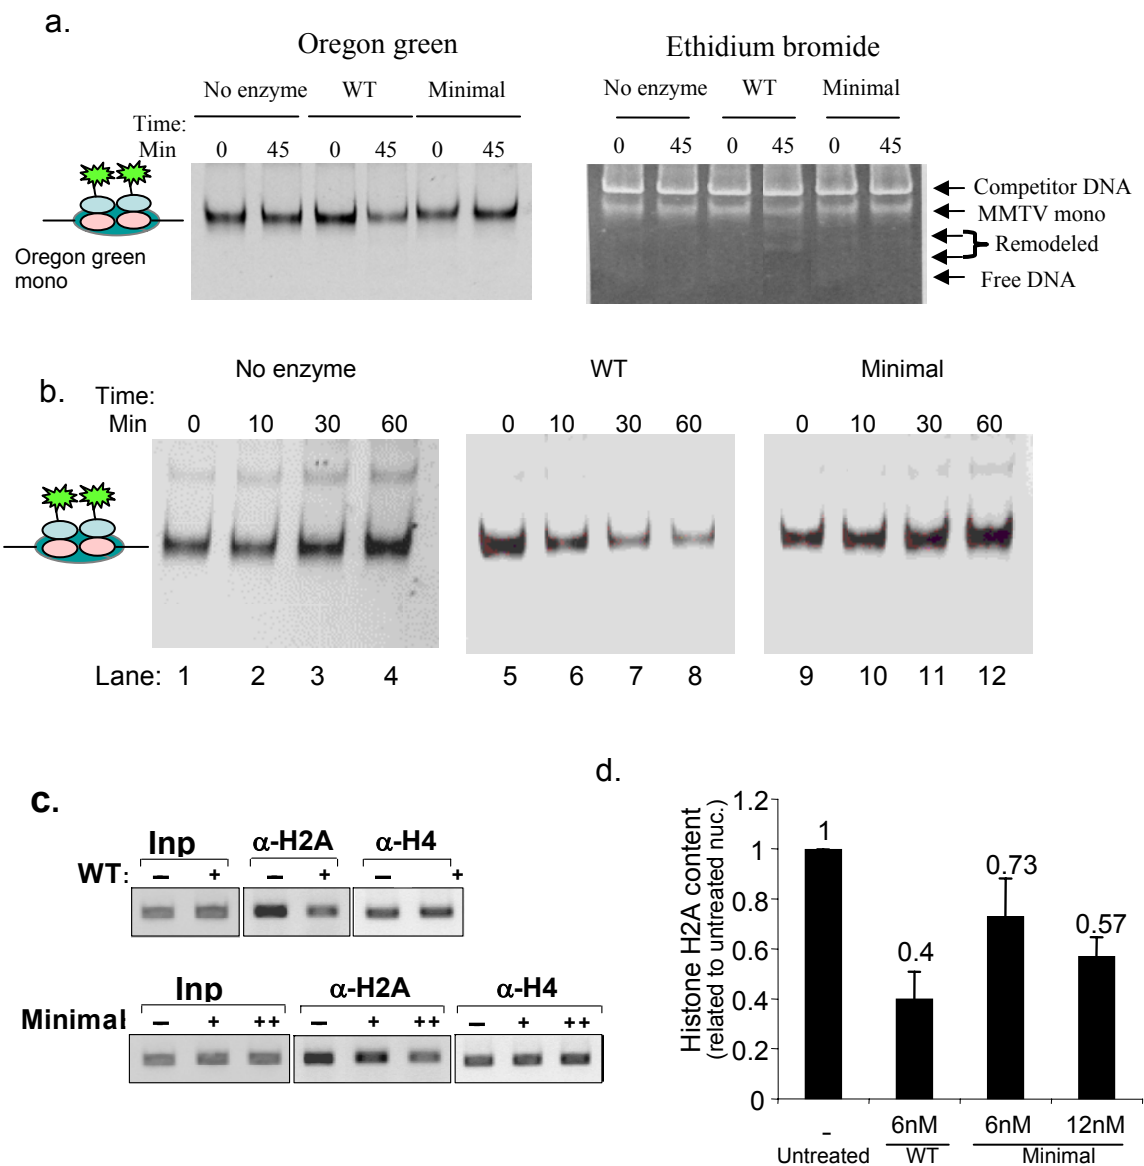 a.
Oregon green
Ethidium bromide
No enzyme WT Minimal
No enzyme WT Minimal
Time:
Min 0 45 0 45 0 45
0 45 0 45 0 45
Competitor DNA
MMTV mono
Remodeled
Free DNA
Oregon green
mono
b.
No enzyme WT Minimal
Time:
Min 0 10 30 60 0 10 30 60 0 10 30 60
Lane: 1 2 3 4 5 6 7 8 9 10 11 12
c.
Inp α-H2A α-H4
WT: – + – + – +
Inp α-H2A α-H4
Minimal: – + ++ – + ++ – + ++
d.
Histone H2A content
(related to untreated nuc.)
1.2
1
0.8
0.6
0.4
0.2
0
1
0.4
0.73
0.57
- 6nM 6nM 12nM
Untreated WT Minimal